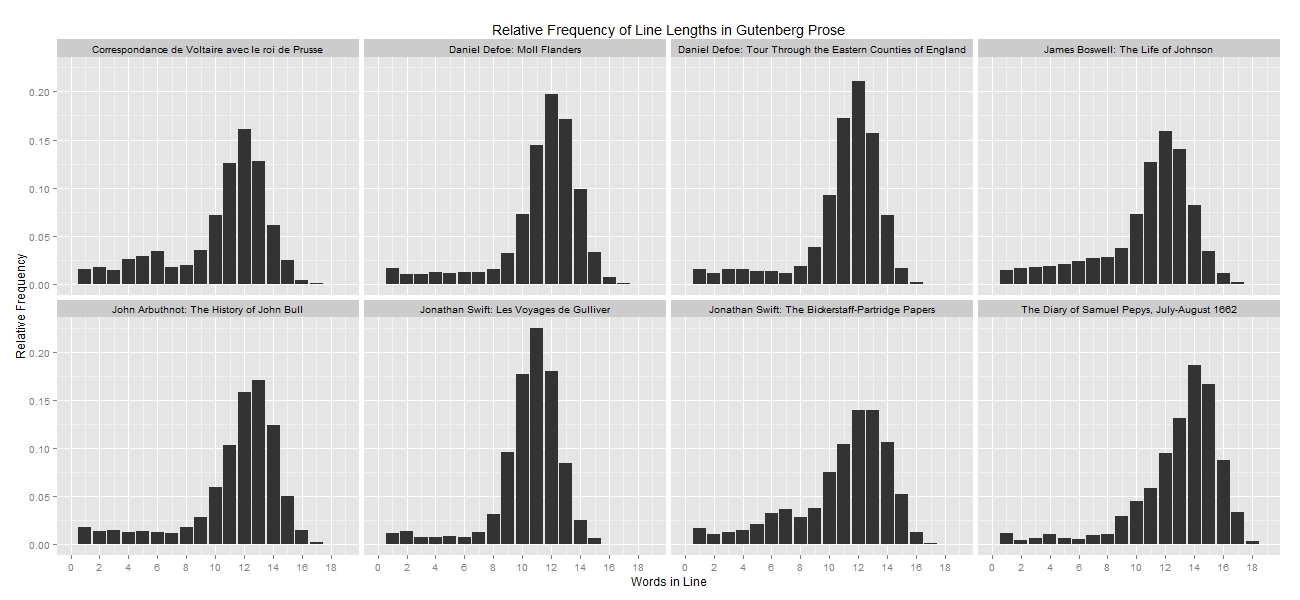 Relative Frequency of Line Lengths in Gutenberg Prose
Correspondance de Voltaire avec le roi de Prusse
Daniel Defoe: Moll Flanders
Daniel Defoe: Tour Through the Eastern Counties of England
James Boswell: The Life of Johnson
0.20
0.15
0.10
0.05
0.00
Relative Frequency
John Arbuthnot: The History of John Bull
Jonathan Swift: Les Voyages de Gulliver
Jonathan Swift: The Bickerstaff-Partridge Papers
The Diary of Samuel Pepys, July-August 1662
0.20
0.15
0.10
0.05
0.00
0 2 4 6 8 10 12 14 16 18
0 2 4 6 8 10 12 14 16 18
0 2 4 6 8 10 12 14 16 18
0 2 4 6 8 10 12 14 16 18
Words in Line